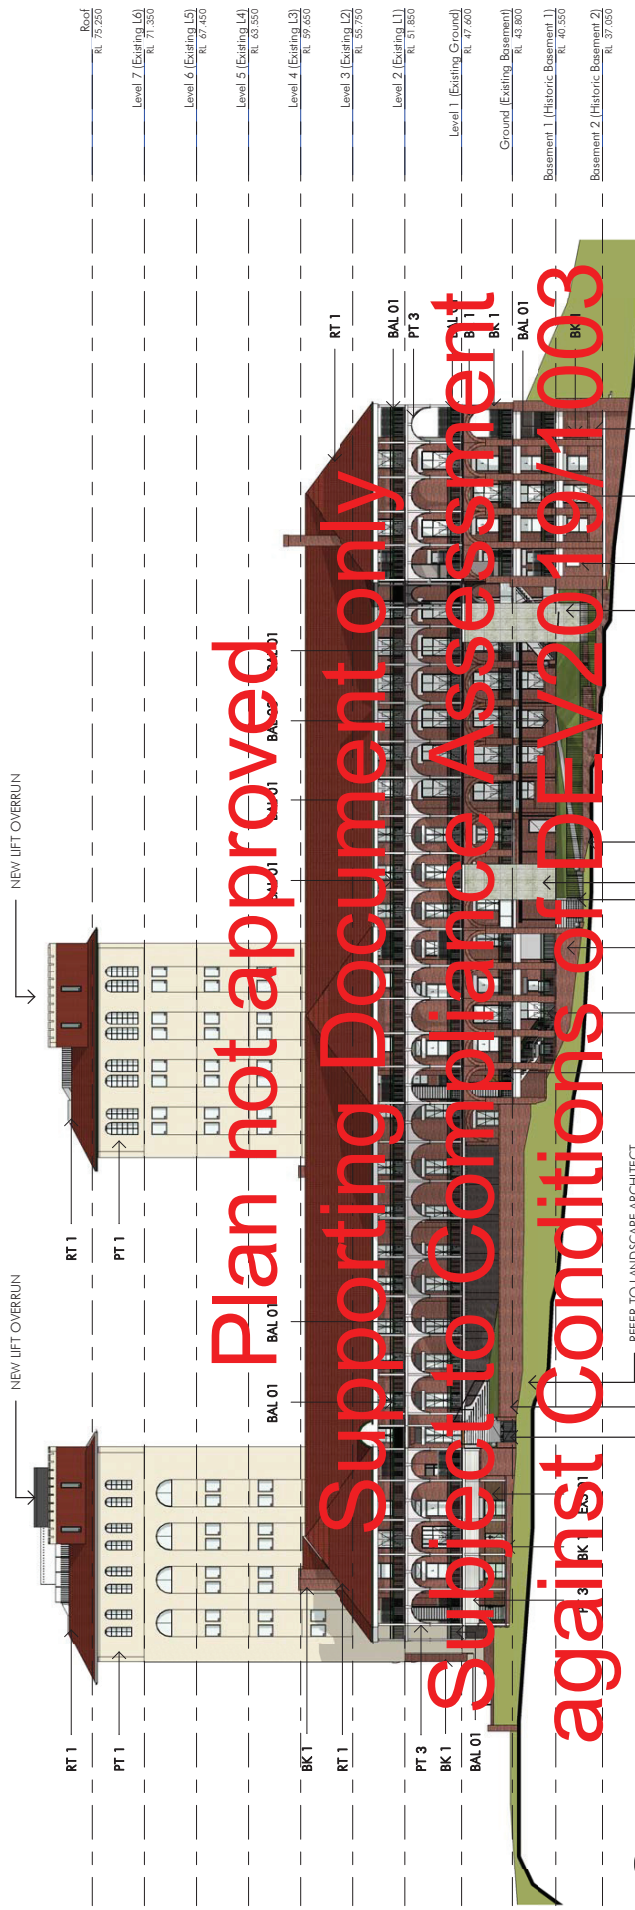 Roof
RL 75.250
Level 7 (Existing L6)
RL 71.350
Level 6 (Existing L5)
RL 67.450
Level 5 (Existing L4)
RL 63.550
Level 4 (Existing L3)
RL 59.650
Level 3 (Existing L2)
RL 55.750
Level 2 (Existing L1)
RL 51.850
Level 1 (Existing Ground)
RL 47.600
Ground (Existing Basement)
RL 43.800
Basement 1 (Historic Basement 1)
RL 40.550
Basement 2 (Historic Basement 2)
RL 37.050
NEW LIFT OVERRUN
NEW LIFT OVERRUN
RT 1
PT 1
RT 1
PT 1
BK 1
RT 1
PT 3
BK 1
BAL 01
BAL 01
BAL 01
BAL 01
RT 1
BAL 01
PT 3
BK 1
BAL 01
BK 1
BK 1
REFER TO LANDSCAPE ARCHITECT
Plan not approved
Supporting Document only
Subject to Compliance Assessment
against Conditions of DEV2019/1003